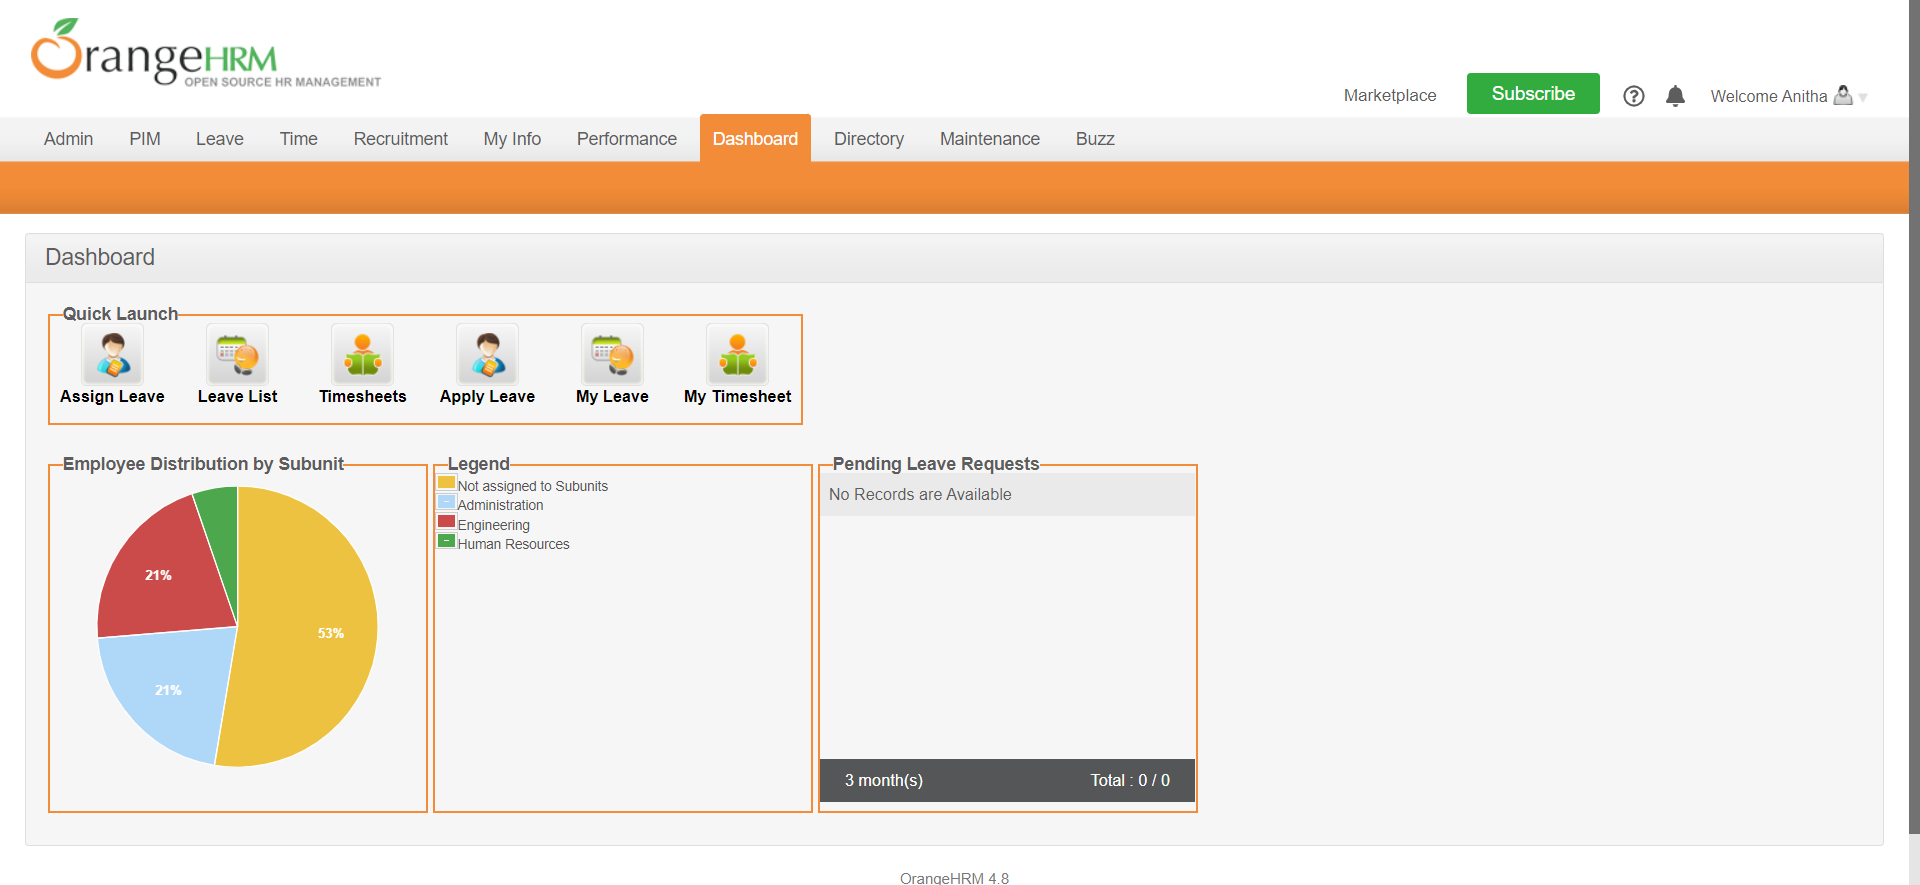 OrangeHRM
OPEN SOURCE HR MANAGEMENT
Marketplace
Subscribe
Welcome Anitha
Admin
PIM
Leave
Time
Recruitment
My Info
Performance
Dashboard
Directory
Maintenance
Buzz
Dashboard
Quick Launch
Assign Leave
Leave List
Timesheets
Apply Leave
My Leave
My Timesheet
Employee Distribution by Subunit
21%
53%
21%
Legend
Not assigned to Subunits
Administration
Engineering
Human Resources
Pending Leave Requests
No Records are Available
3 month(s)
Total : 0 / 0
OrangeHRM 4.8